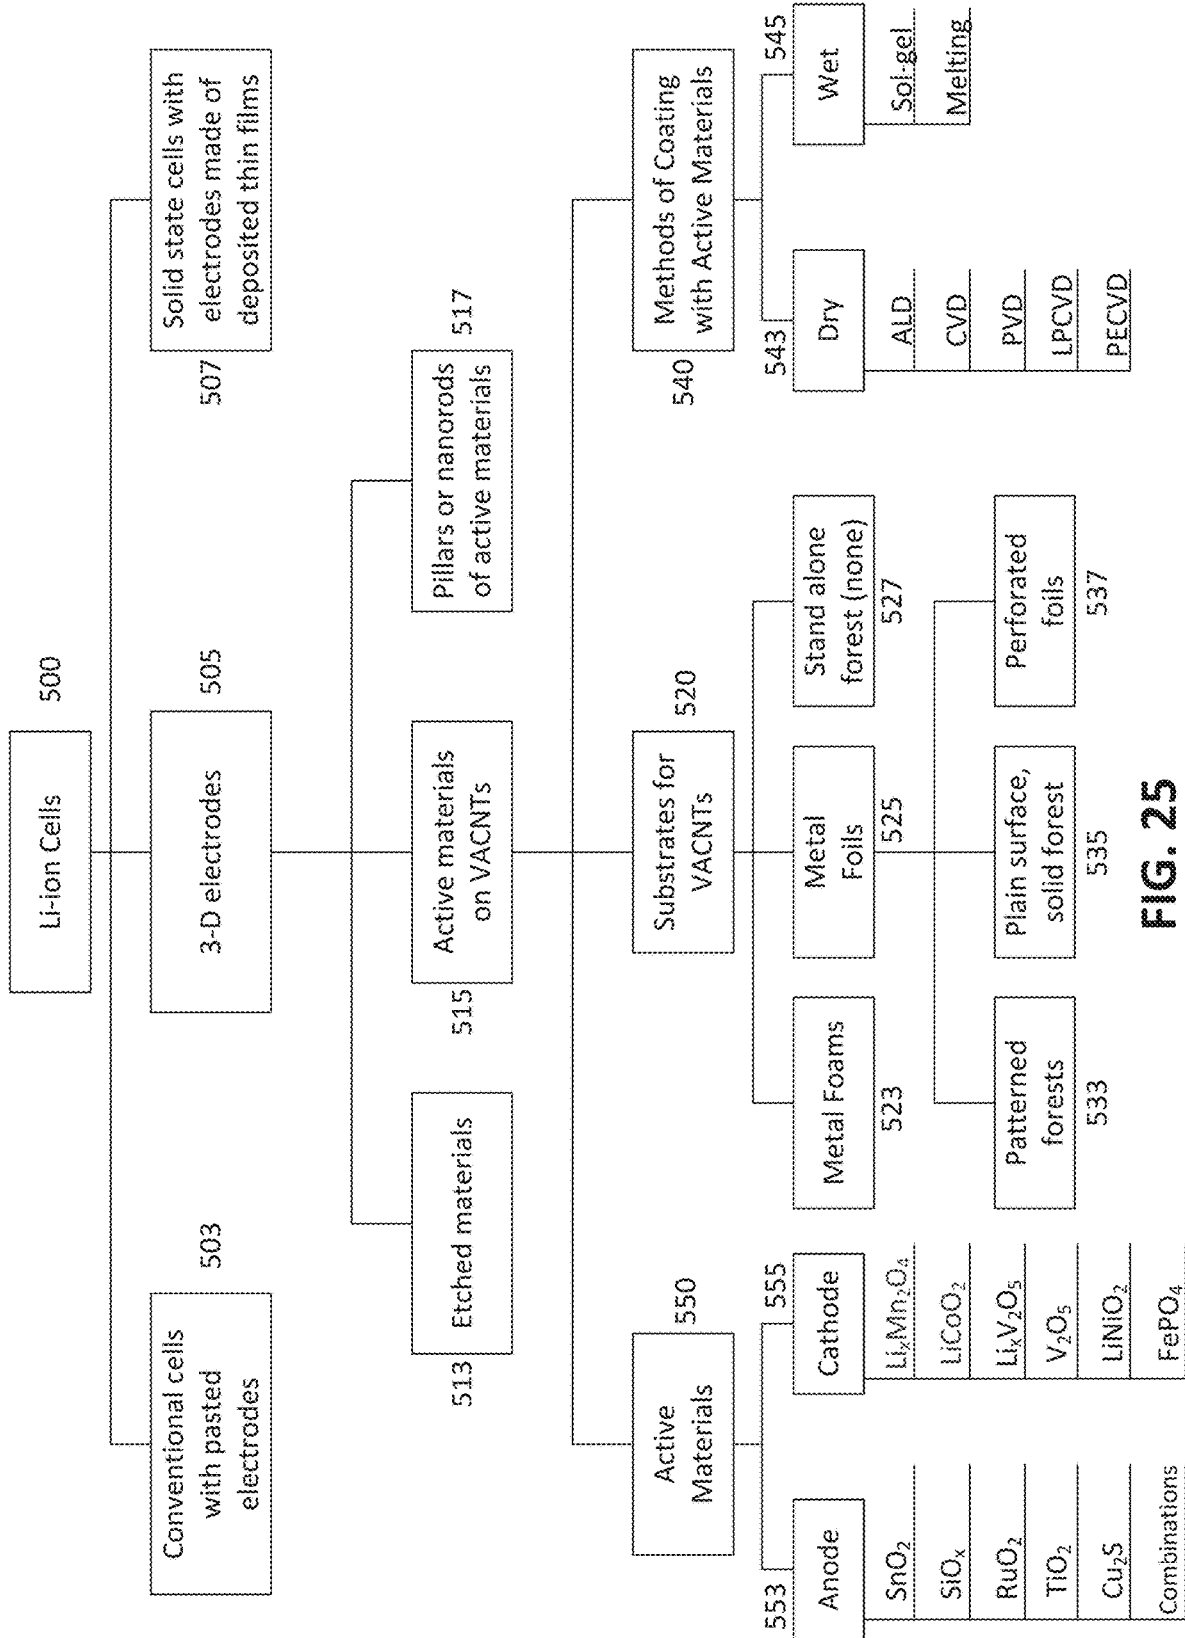 Li-ion Cells
500
Conventional cells
with pasted
electrodes
503
3-D electrodes
505
Solid state cells with
electrodes made of
deposited thin films
507
513
Etched materials
Active materials
on VACNTs
515
Pillars or nanorods
of active materials
517
Active
Materials
550
Substrates for
VACNTs
520
Methods of Coating
with Active Materials
540
553
Anode
SnO₂
SiOₓ
RuO₂
TiO₂
Cu₂S
Combinations
Cathode
555
LiₓMn₂O₄
LiCoO₂
LiₓV₂O₅
V₂O₅
LiNiO₂
FePO₄
Metal Foams
523
Metal
Foils
525
Stand alone
forest (none)
527
Patterned
forests
533
Plain surface,
solid forest
535
Perforated
foils
537
543
Dry
ALD
CVD
PVD
LPCVD
PECVD
Wet
545
Sol-gel
Melting
FIG. 25